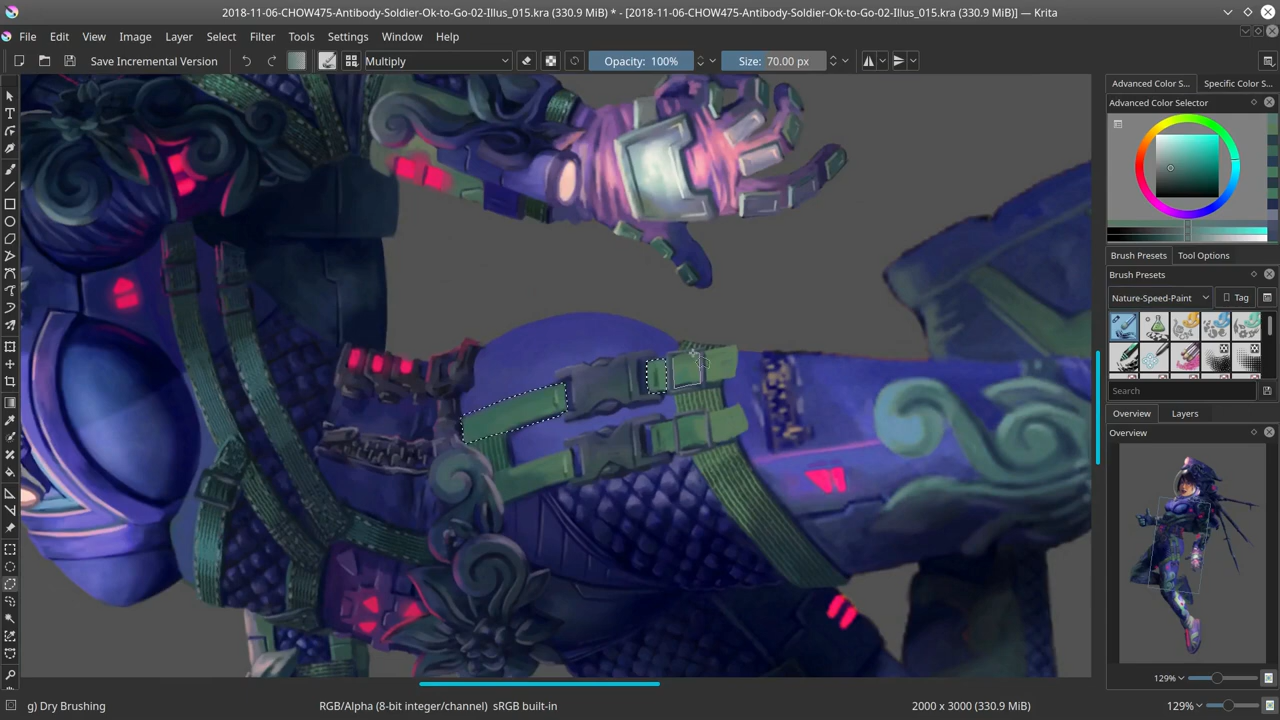 2018-11-06-CHOW475-Antibody-Soldier-Ok-to-Go-02-Illus_015.kra (330.9 MiB) * - [2018-11-06-CHOW475-Antibody-Soldier-Ok-to-Go-02-Illus_015.kra (330.9 MiB)] — Krita
File Edit View Image Layer Select Filter Tools Settings Window Help
Save Incremental Version Multiply Opacity: 100% Size: 70.00 px
Advanced Color S... Specific Color S...
Advanced Color Selector
Brush Presets Tool Options
Brush Presets
Nature-Speed-Paint Tag
Search
Overview Layers
Overview
129%
g) Dry Brushing RGB/Alpha (8-bit integer/channel) sRGB built-in 2000 x 3000 (330.9 MiB) 129%